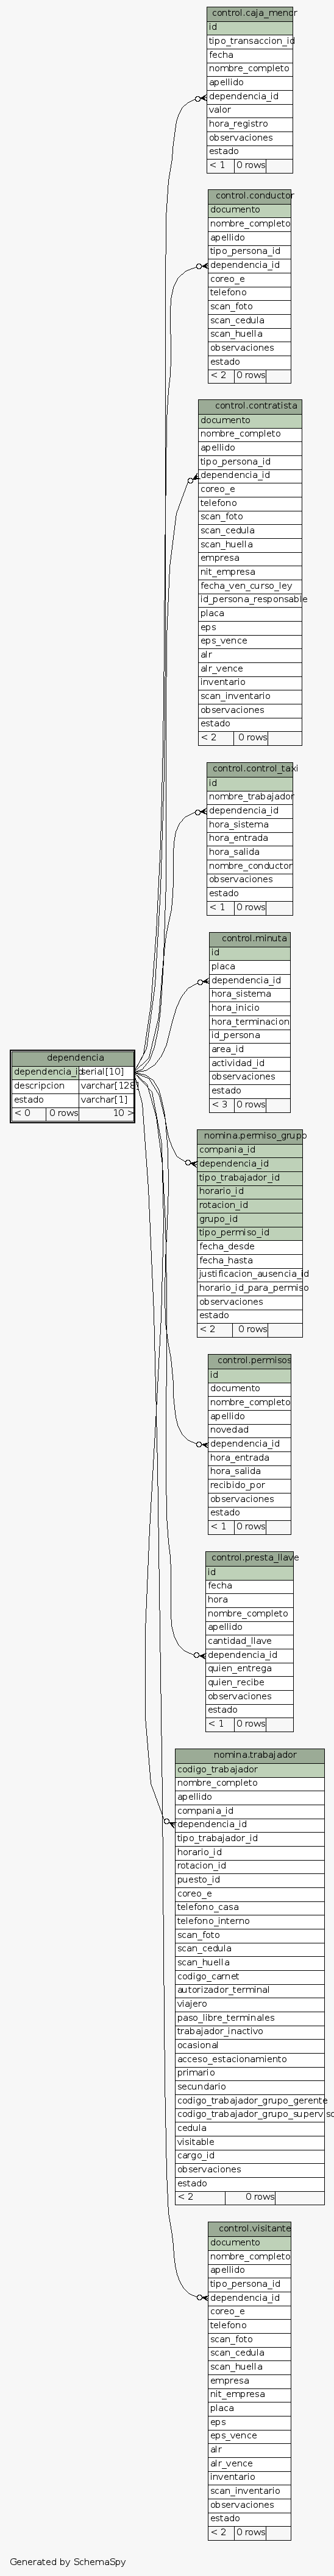 control.caja_menor
id
tipo_transaccion_id
fecha
nombre_completo
apellido
dependencia_id
valor
hora_registro
observaciones
estado
< 1 0 rows
control.conductor
documento
nombre_completo
apellido
tipo_persona_id
dependencia_id
coreo_e
telefono
scan_foto
scan_cedula
scan_huella
observaciones
estado
< 2 0 rows
control.contratista
documento
nombre_completo
apellido
tipo_persona_id
dependencia_id
coreo_e
telefono
scan_foto
scan_cedula
scan_huella
empresa
nit_empresa
fecha_ven_curso_ley
id_persona_responsable
placa
eps
eps_vence
alr
alr_vence
inventario
scan_inventario
observaciones
estado
< 2 0 rows
control.control_taxi
id
nombre_trabajador
dependencia_id
hora_sistema
hora_entrada
hora_salida
nombre_conductor
observaciones
estado
< 1 0 rows
control.minuta
id
placa
dependencia_id
hora_sistema
hora_inicio
hora_terminacion
id_persona
area_id
actividad_id
observaciones
estado
< 3 0 rows
dependencia
dependencia_id serial[10]
descripcion varchar[128]
estado varchar[1]
< 0 0 rows 10 >
nomina.permiso_grupo
compania_id
dependencia_id
tipo_trabajador_id
horario_id
rotacion_id
grupo_id
tipo_permiso_id
fecha_desde
fecha_hasta
justificacion_ausencia_id
horario_id_para_permiso
observaciones
estado
< 2 0 rows
control.permisos
id
documento
nombre_completo
apellido
novedad
dependencia_id
hora_entrada
hora_salida
recibido_por
observaciones
estado
< 1 0 rows
control.presta_llave
id
fecha
hora
nombre_completo
apellido
cantidad_llave
dependencia_id
quien_entrega
quien_recibe
observaciones
estado
< 1 0 rows
nomina.trabajador
codigo_trabajador
nombre_completo
apellido
compania_id
dependencia_id
tipo_trabajador_id
horario_id
rotacion_id
puesto_id
coreo_e
telefono_casa
telefono_interno
scan_foto
scan_cedula
scan_huella
codigo_carnet
autorizador_terminal
viajero
paso_libre_terminales
trabajador_inactivo
ocasional
acceso_estacionamiento
primario
secundario
codigo_trabajador_grupo_gerente
codigo_trabajador_grupo_superviso
cedula
visitable
cargo_id
observaciones
estado
< 2 0 rows
control.visitante
documento
nombre_completo
apellido
tipo_persona_id
dependencia_id
coreo_e
telefono
scan_foto
scan_cedula
scan_huella
empresa
nit_empresa
placa
eps
eps_vence
alr
alr_vence
inventario
scan_inventario
observaciones
estado
< 2 0 rows
Generated by SchemaSpy